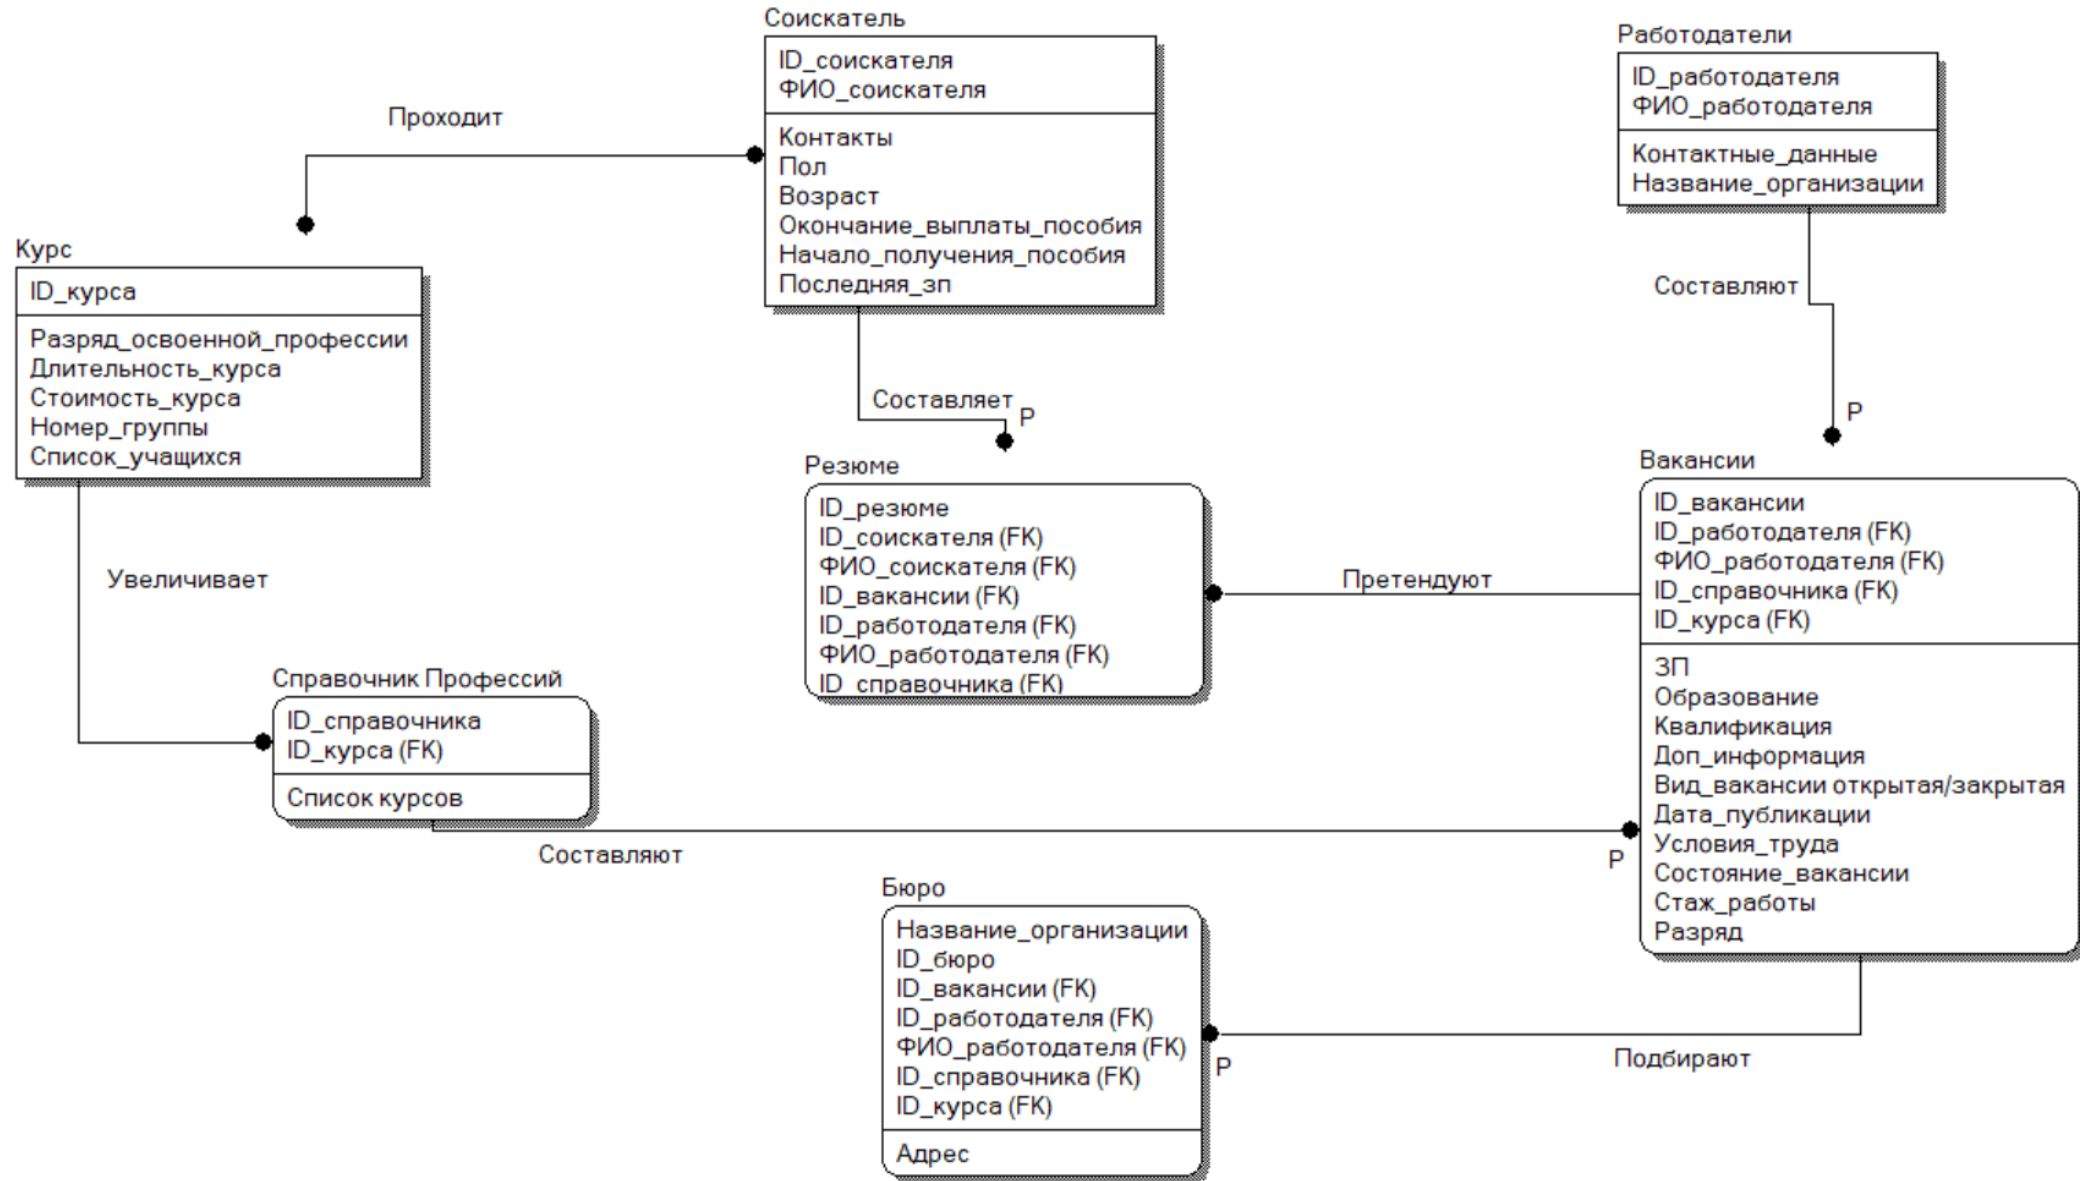 Соискатель
ID_соискателя
ФИО_соискателя
Контакты
Пол
Возраст
Окончание_выплаты_пособия
Начало_получения_пособия
Последняя_зп
Работодатели
ID_работодателя
ФИО_работодателя
Контактные_данные
Название_организации
Проходит
Курс
ID_курса
Разряд_освоенной_профессии
Длительность_курса
Стоимость_курса
Номер_группы
Список_учащихся
Составляет
P
Составляют
P
Резюме
ID_резюме
ID_соискателя (FK)
ФИО_соискателя (FK)
ID_вакансии (FK)
ID_работодателя (FK)
ФИО_работодателя (FK)
ID_справочника (FK)
Претендуют
Вакансии
ID_вакансии
ID_работодателя (FK)
ФИО_работодателя (FK)
ID_справочника (FK)
ID_курса (FK)
ЗП
Образование
Квалификация
Доп_информация
Вид_вакансии открытая/закрытая
Дата_публикации
Условия_труда
Состояние_вакансии
Стаж_работы
Разряд
Увеличивает
Справочник Профессий
ID_справочника
ID_курса (FK)
Список курсов
Составляют
P
Бюро
Название_организации
ID_бюро
ID_вакансии (FK)
ID_работодателя (FK)
ФИО_работодателя (FK)
ID_справочника (FK)
ID_курса (FK)
Адрес
P
Подбирают